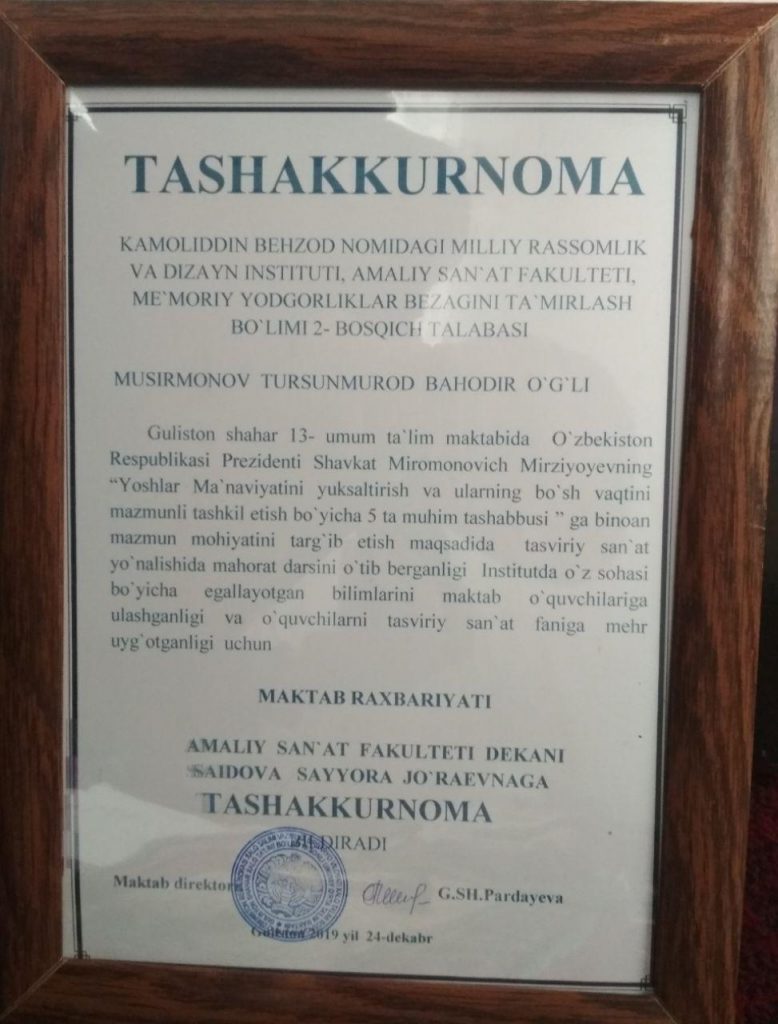 TASHAKKURNOMA
KAMOLIDDIN BEHZOD NOMIDAGI MILLIY RASSOMLIK
VA DIZAYN INSTITUTI, AMALIY SAN`AT FAKULTETI,
ME`MORIY YODGORLIKLAR BEZAGINI TA`MIRLASH
BO`LIMI 2- BOSQICH TALABASI
MUSIRMONOV TURSUNMUROD BAHODIR O`G`LI
Guliston shahar 13- umum ta`lim maktabida O`zbekiston
Respublikasi Prezidenti Shavkat Miromonovich Mirziyoyevning
“Yoshlar Ma`naviyatini yuksaltirish va ularning bo`sh vaqtini
mazmunli tashkil etish bo`yicha 5 ta muhim tashabbusi ” ga binoan
mazmun mohiyatini targ`ib etish maqsadida tasviriy san`at
yo`nalishida mahorat darsini o`tib berganligi Institutda o`z sohasi
bo`yicha egallayotgan bilimlarini maktab o`quvchilariga
ulashganligi va o`quvchilarni tasviriy san`at faniga mehr
uyg`otganligi uchun
MAKTAB RAXBARIYATI
AMALIY SAN`AT FAKULTETI DEKANI
SAIDOVA SAYYORA JO`RAEVNAGA
TASHAKKURNOMA
BILDIRADI
Maktab direktori G.SH.Pardayeva
Guliston 2019 yil 24-dekabr